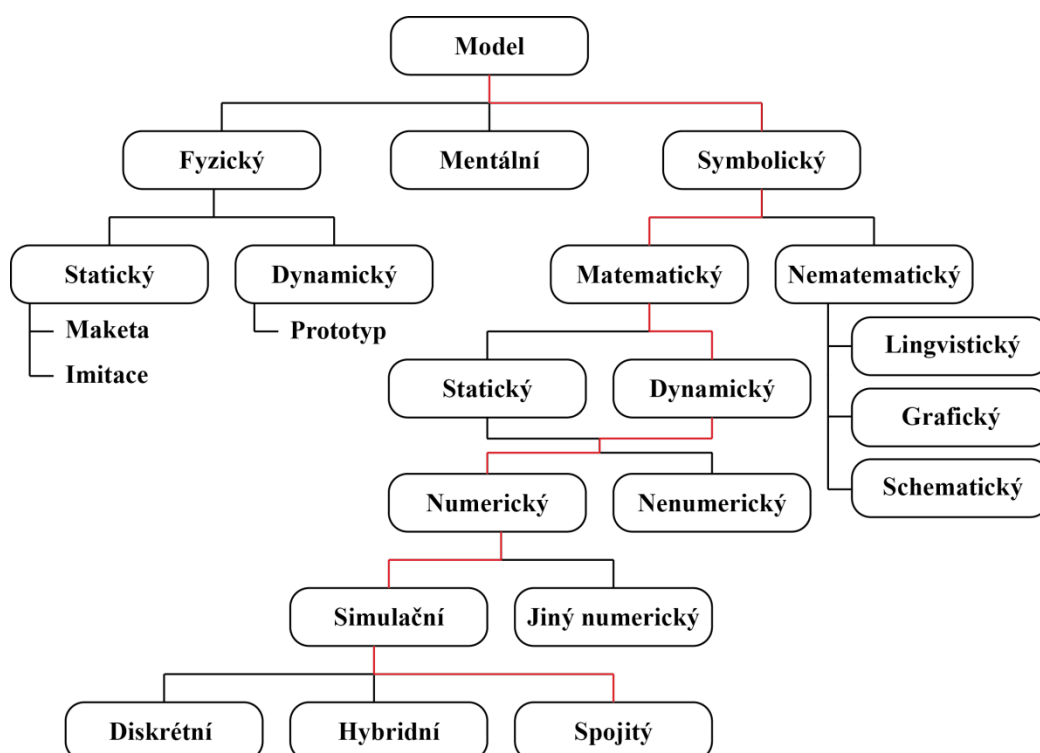 Model
Fyzický
Mentální
Symbolický
Statický
Dynamický
Matematický
Nematematický
Maketa
Prototyp
Imitace
Lingvistický
Statický
Dynamický
Grafický
Numerický
Nenumerický
Schematický
Simulační
Jiný numerický
Diskrétní
Hybridní
Spojitý